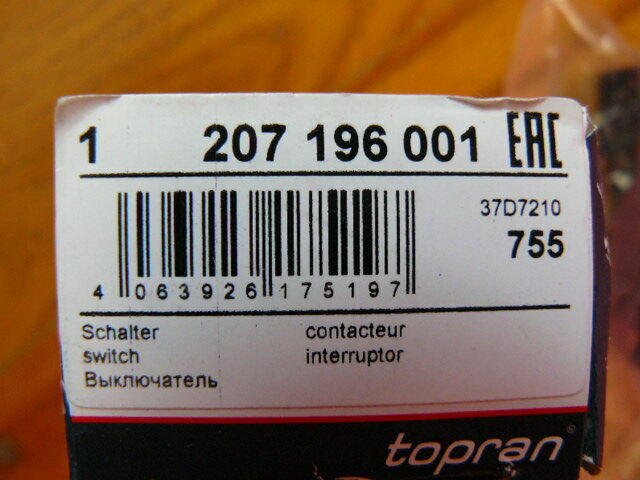 1 207 196 001 EAC
37D7210
755
4 063926 175197
Schalter contacteur
switch interruptor
Выключатель
topran®